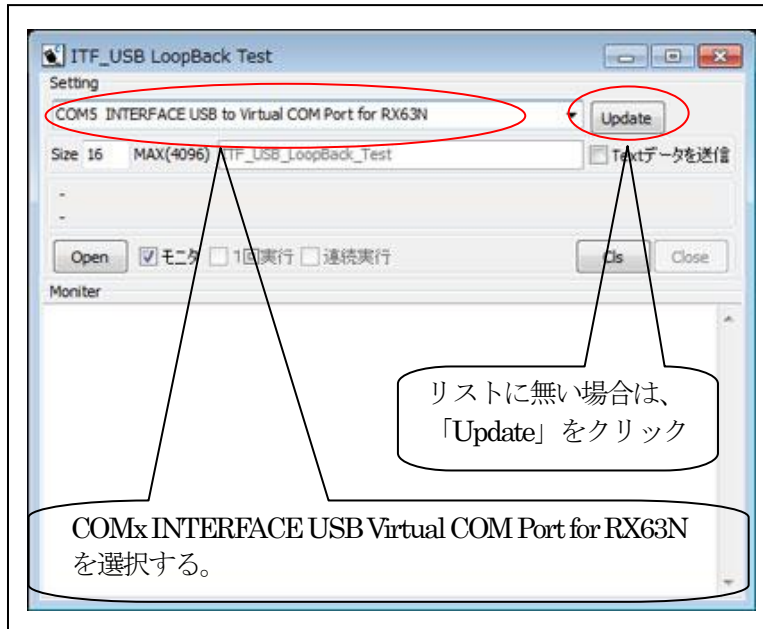 ITF_USB LoopBack Test
Setting
COM5 INTERFACE USB to Virtual COM Port for RX63N
Update
Size 16 MAX(4096) ITF_USB_LoopBack_Test Textデータを送信
-
-
Open モニタ 1回実行 連続実行 Cls Close
Moniter
リストに無い場合は、
「Update」をクリック
COMx INTERFACE USB Virtual COM Port for RX63N
を選択する。